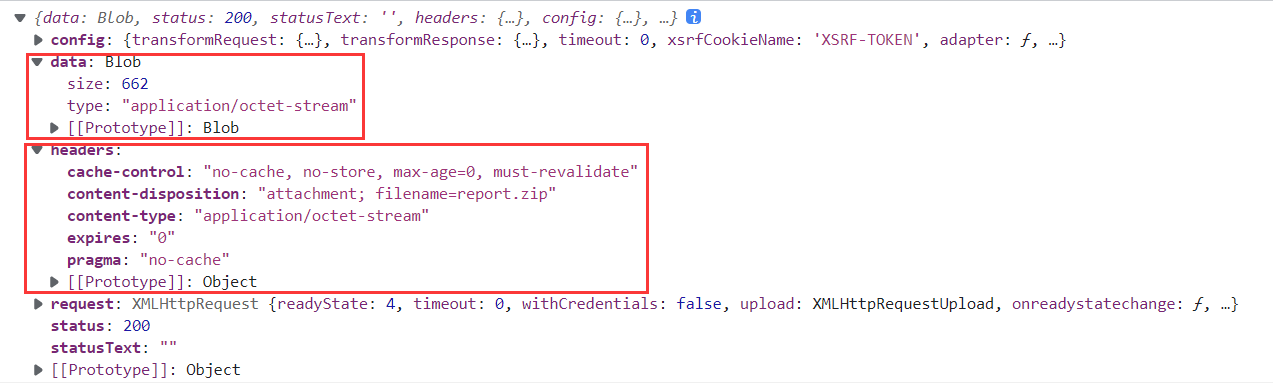 {data: Blob, status: 200, statusText: '', headers: {…}, config: {…}, …} i
config: {transformRequest: {…}, transformResponse: {…}, timeout: 0, xsrfCookieName: 'XSRF-TOKEN', adapter: ƒ, …}
data: Blob
size: 662
type: "application/octet-stream"
[[Prototype]]: Blob
headers:
cache-control: "no-cache, no-store, max-age=0, must-revalidate"
content-disposition: "attachment; filename=report.zip"
content-type: "application/octet-stream"
expires: "0"
pragma: "no-cache"
[[Prototype]]: Object
request: XMLHttpRequest {readyState: 4, timeout: 0, withCredentials: false, upload: XMLHttpRequestUpload, onreadystatechange: ƒ, …}
status: 200
statusText: ""
[[Prototype]]: Object